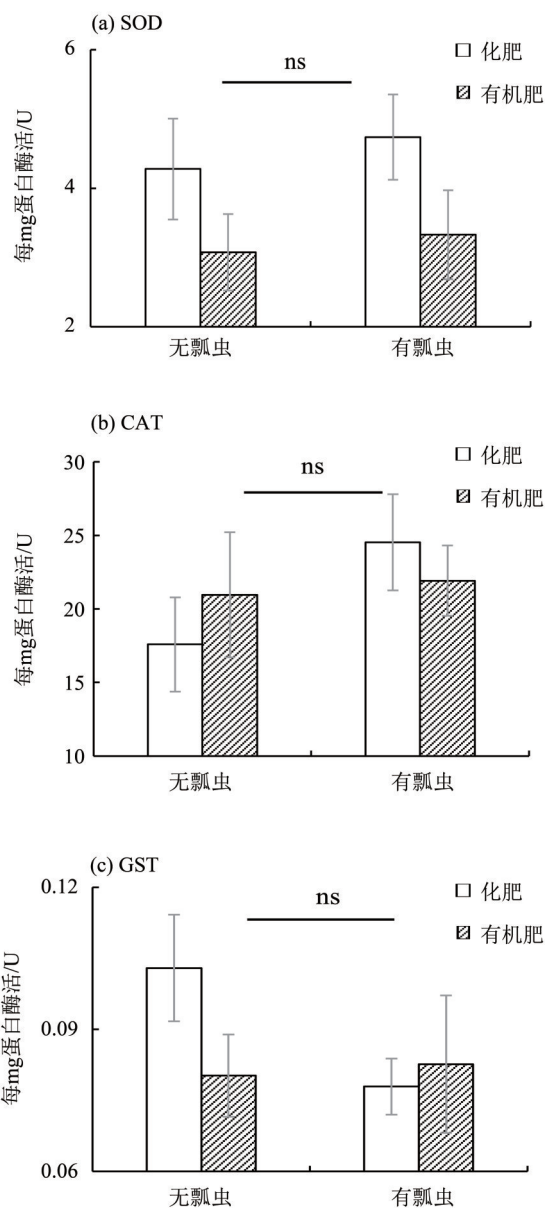 (a) SOD
6
4
2
ns
化肥
有机肥
每mg蛋白酶活/U
无瓢虫
有瓢虫
(b) CAT
30
25
20
15
10
ns
化肥
有机肥
每mg蛋白酶活/U
无瓢虫
有瓢虫
(c) GST
0.12
0.09
0.06
ns
化肥
有机肥
每mg蛋白酶活/U
无瓢虫
有瓢虫